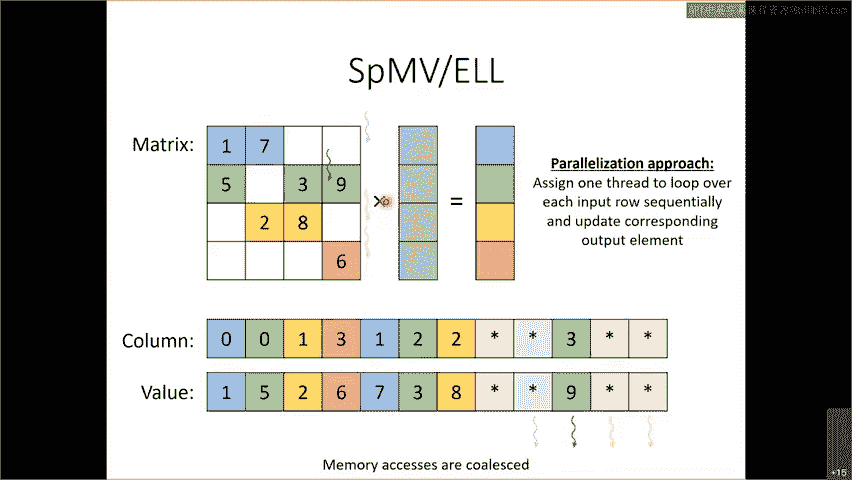 SpMV/ELL
Matrix:
1 7
5 3 9
2 8
6
×
=
Parallelization approach:
Assign one thread to loop over
each input row sequentially
and update corresponding
output element
Column: 0 0 1 3 1 2 2 * * 3 * *
Value: 1 5 2 6 7 3 8 * * 9 * *
Memory accesses are coalesced
+15